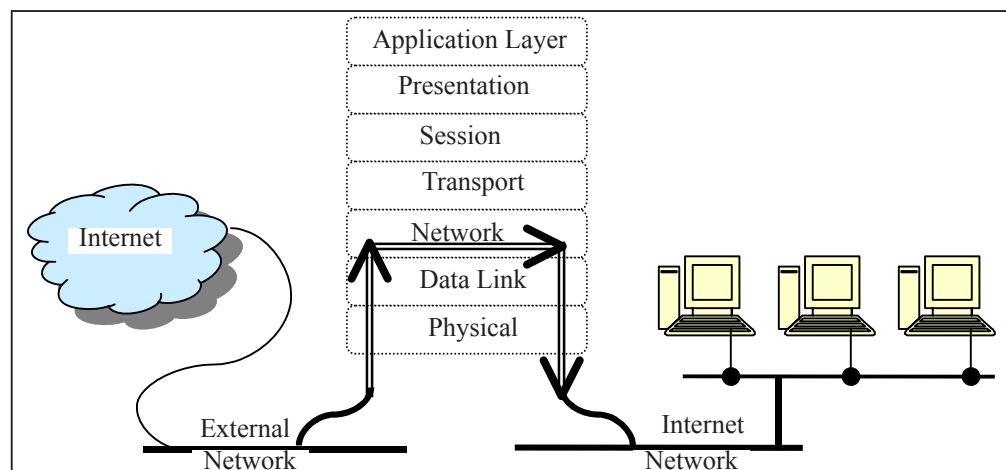 Application Layer
Presentation
Session
Transport
Internet
Network
Data Link
Physical
External
Network
Internet
Network